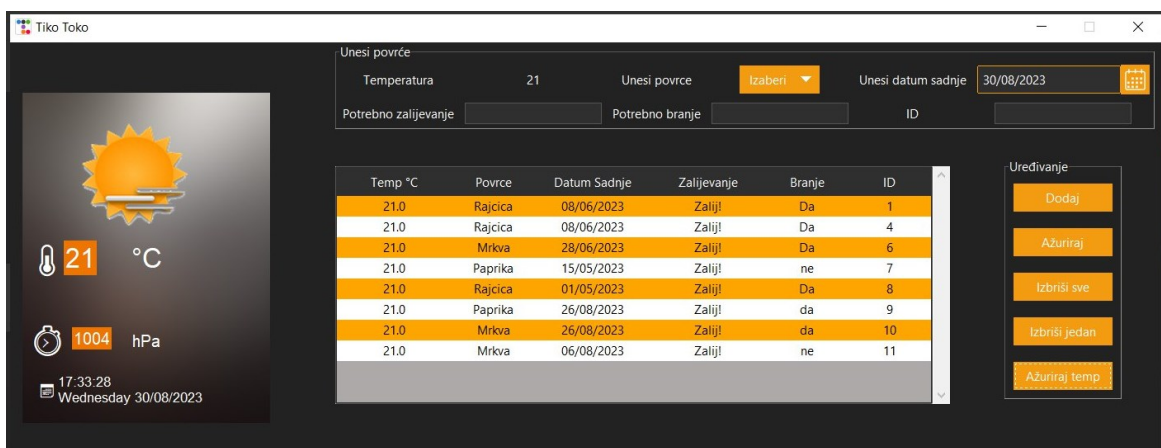 Tiko Toko
Unesi povrće
Temperatura 21 Unesi povrce Izaberi Unesi datum sadnje 30/08/2023
Potrebno zalijevanje Potrebno branje ID
21 °C
1004 hPa
17:33:28
Wednesday 30/08/2023
Temp °C Povrce Datum Sadnje Zalijevanje Branje ID
21.0 Rajcica 08/06/2023 Zalij! Da 1
21.0 Rajcica 08/06/2023 Zalij! Da 4
21.0 Mrkva 28/06/2023 Zalij! Da 6
21.0 Paprika 15/05/2023 Zalij! ne 7
21.0 Rajcica 01/05/2023 Zalij! Da 8
21.0 Paprika 26/08/2023 Zalij! da 9
21.0 Mrkva 26/08/2023 Zalij! da 10
21.0 Mrkva 06/08/2023 Zalij! ne 11
Uređivanje
Dodaj
Ažuriraj
Izbriši sve
Izbriši jedan
Ažuriraj temp